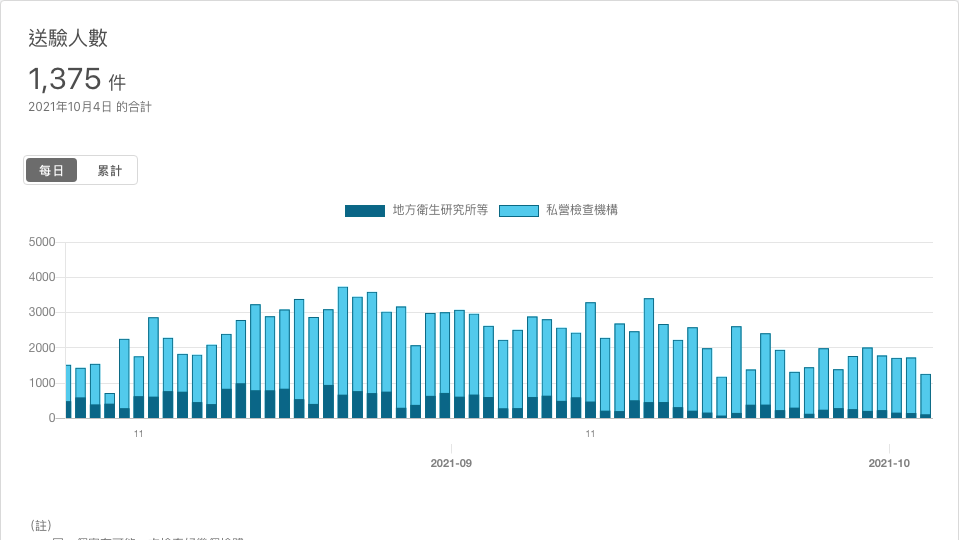 送驗人數
1,375 件
2021年10月4日 的合計
每日 累計
地方衛生研究所等 私營檢查機構
5000
4000
3000
2000
1000
0
11 11
2021-09 2021-10
(註)